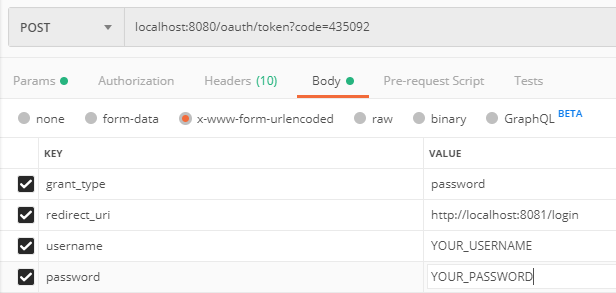 POST localhost:8080/oauth/token?code=435092
Params Authorization Headers (10) Body Pre-request Script Tests
none form-data x-www-form-urlencoded raw binary GraphQL BETA
KEY VALUE
grant_type password
redirect_uri http://localhost:8081/login
username YOUR_USERNAME
password YOUR_PASSWORD